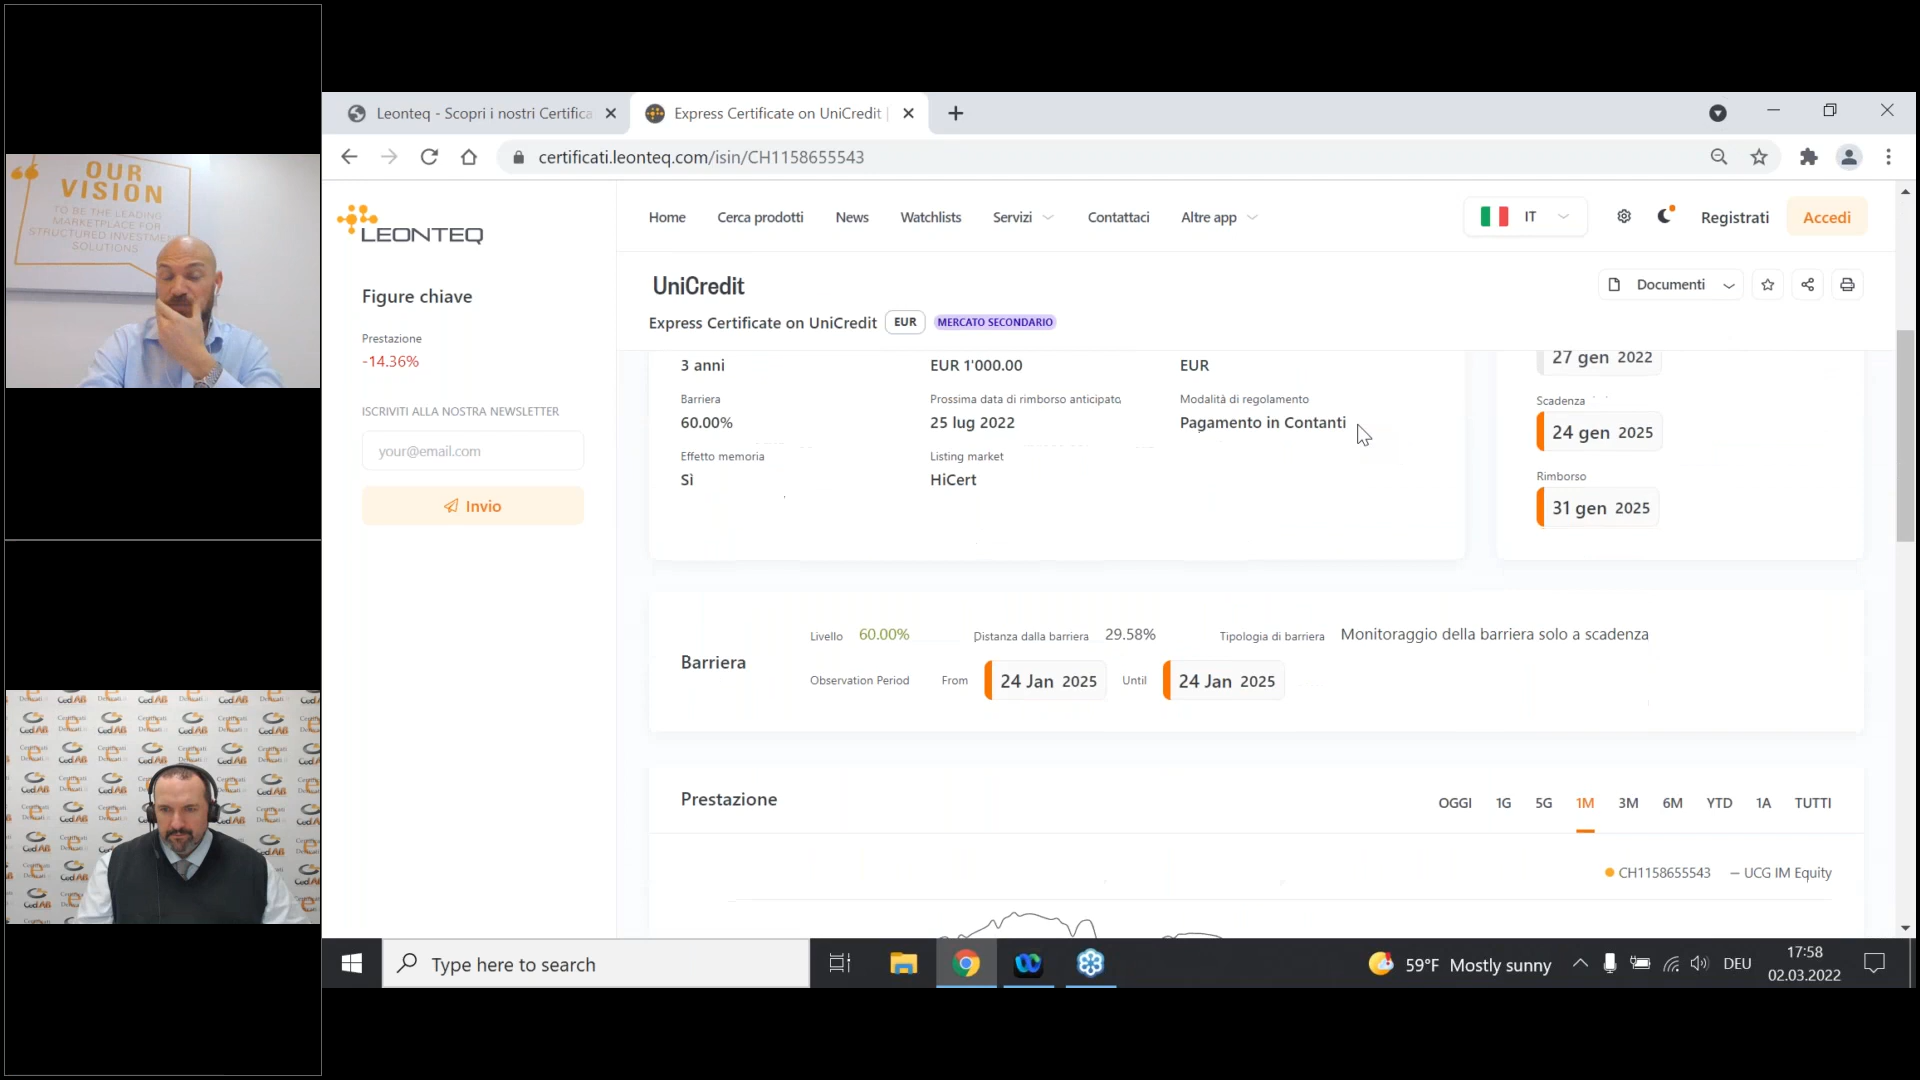 OUR
VISION
TO BE THE LEADING
MARKETPLACE FOR
STRUCTURED INVESTMENT
SOLUTIONS
Leonteq - Scopri i nostri Certifica
Express Certificate on UniCredit |
certificati.leonteq.com/isin/CH1158655543
LEONTEQ
Home Cerca prodotti News Watchlists Servizi Contattaci Altre app
IT
Registrati
Accedi
Figure chiave
Prestazione
-14.36%
ISCRIVITI ALLA NOSTRA NEWSLETTER
your@email.com
Invio
UniCredit
Documenti
Express Certificate on UniCredit EUR MERCATO SECONDARIO
3 anni
EUR 1'000.00
EUR
Barriera
60.00%
Prossima data di rimborso anticipato
25 lug 2022
Modalità di regolamento
Pagamento in Contanti
Effetto memoria
Sì
Listing market
HiCert
27 gen 2022
Scadenza
24 gen 2025
Rimborso
31 gen 2025
Barriera
Livello 60.00% Distanza dalla barriera 29.58% Tipologia di barriera Monitoraggio della barriera solo a scadenza
Observation Period From 24 Jan 2025 Until 24 Jan 2025
Prestazione
OGGI 1G 5G 1M 3M 6M YTD 1A TUTTI
CH1158655543 – UCG IM Equity
Type here to search
59°F Mostly sunny
DEU
17:58
02.03.2022
Ced AB